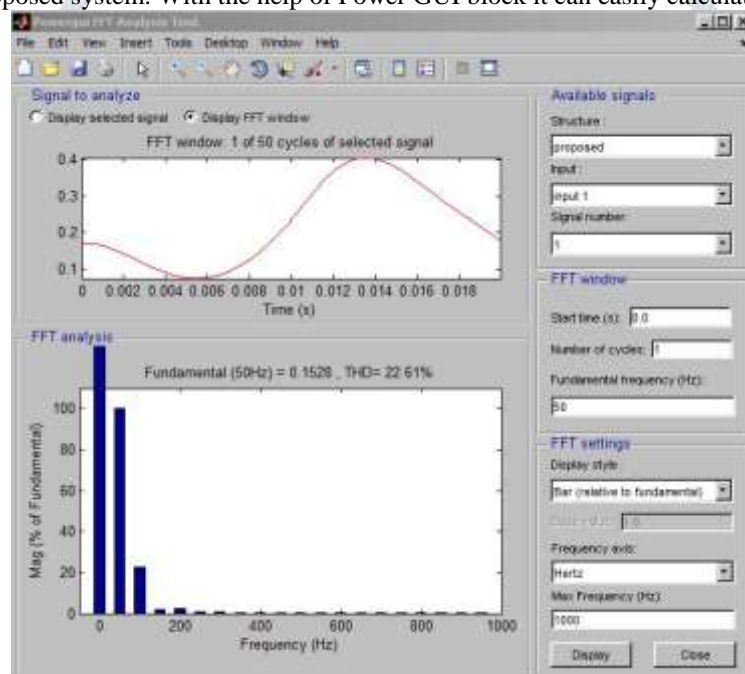 posed system. With the help of Power GUI block it can easily calcula
Powergui FFT Analysis Tool.
File Edit View Insert Tools Desktop Window Help
Signal to analyze
Display selected signal Display FFT window
FFT window: 1 of 50 cycles of selected signal
0.4
0.3
0.2
0.1
0 0.002 0.004 0.006 0.008 0.01 0.012 0.014 0.016 0.018
Time (s)
FFT analysis
Fundamental (50Hz) = 0.1528 , THD= 22.61%
100
80
60
40
20
0
Mag (% of Fundamental)
0 200 400 600 800 1000
Frequency (Hz)
Available signals
Structure :
proposed
Input :
input 1
Signal number:
1
FFT window
Start time (s): 0.0
Number of cycles: 1
Fundamental frequency (Hz):
50
FFT settings
Display style :
Bar (relative to fundamental)
1.0
Frequency axis:
Hertz
Max Frequency (Hz):
1000
Display Close